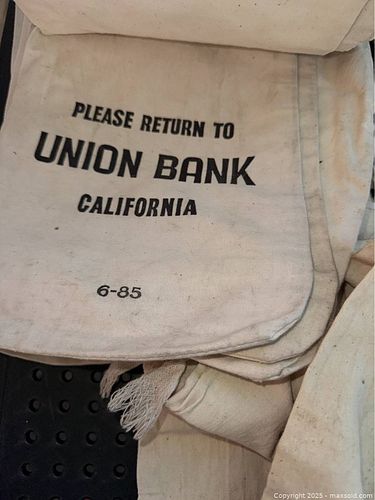 PLEASE RETURN TO
UNION BANK
CALIFORNIA
6-85
Copyright 2025 - maxsold.com